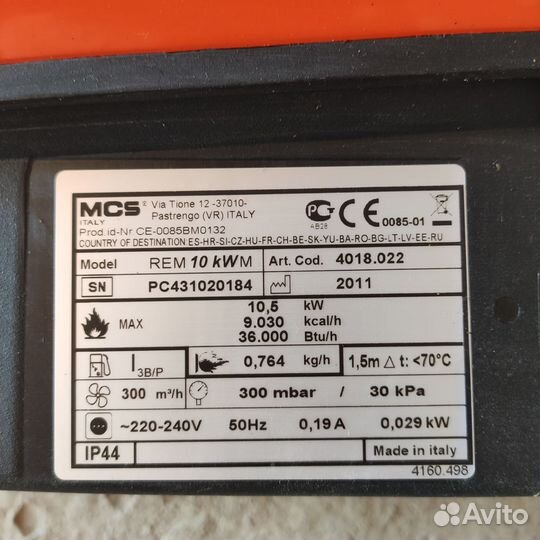 MCS® Via Tione 12 -37010-
ITALY Pastrengo (VR) ITALY
Prod.id-Nr.CE-0085BM0132
COUNTRY OF DESTINATION:ES-HR-SI-CZ-HU-FR-CH-BE-SK-YU-BA-RO-BG-LT-LV-EE-RU
РСТ АВ28 CE 0085-01
Model REM 10 kW M Art. Cod. 4018.022
SN PC431020184 2011
MAX 10,5 kW
9.030 kcal/h
36.000 Btu/h
I3B/P 0,764 kg/h 1,5m △ t: <70°C
300 m³/h 300 mbar / 30 kPa
~220-240V 50Hz 0,19 A 0,029 kW
IP44 Made in italy
4160.498
Avito